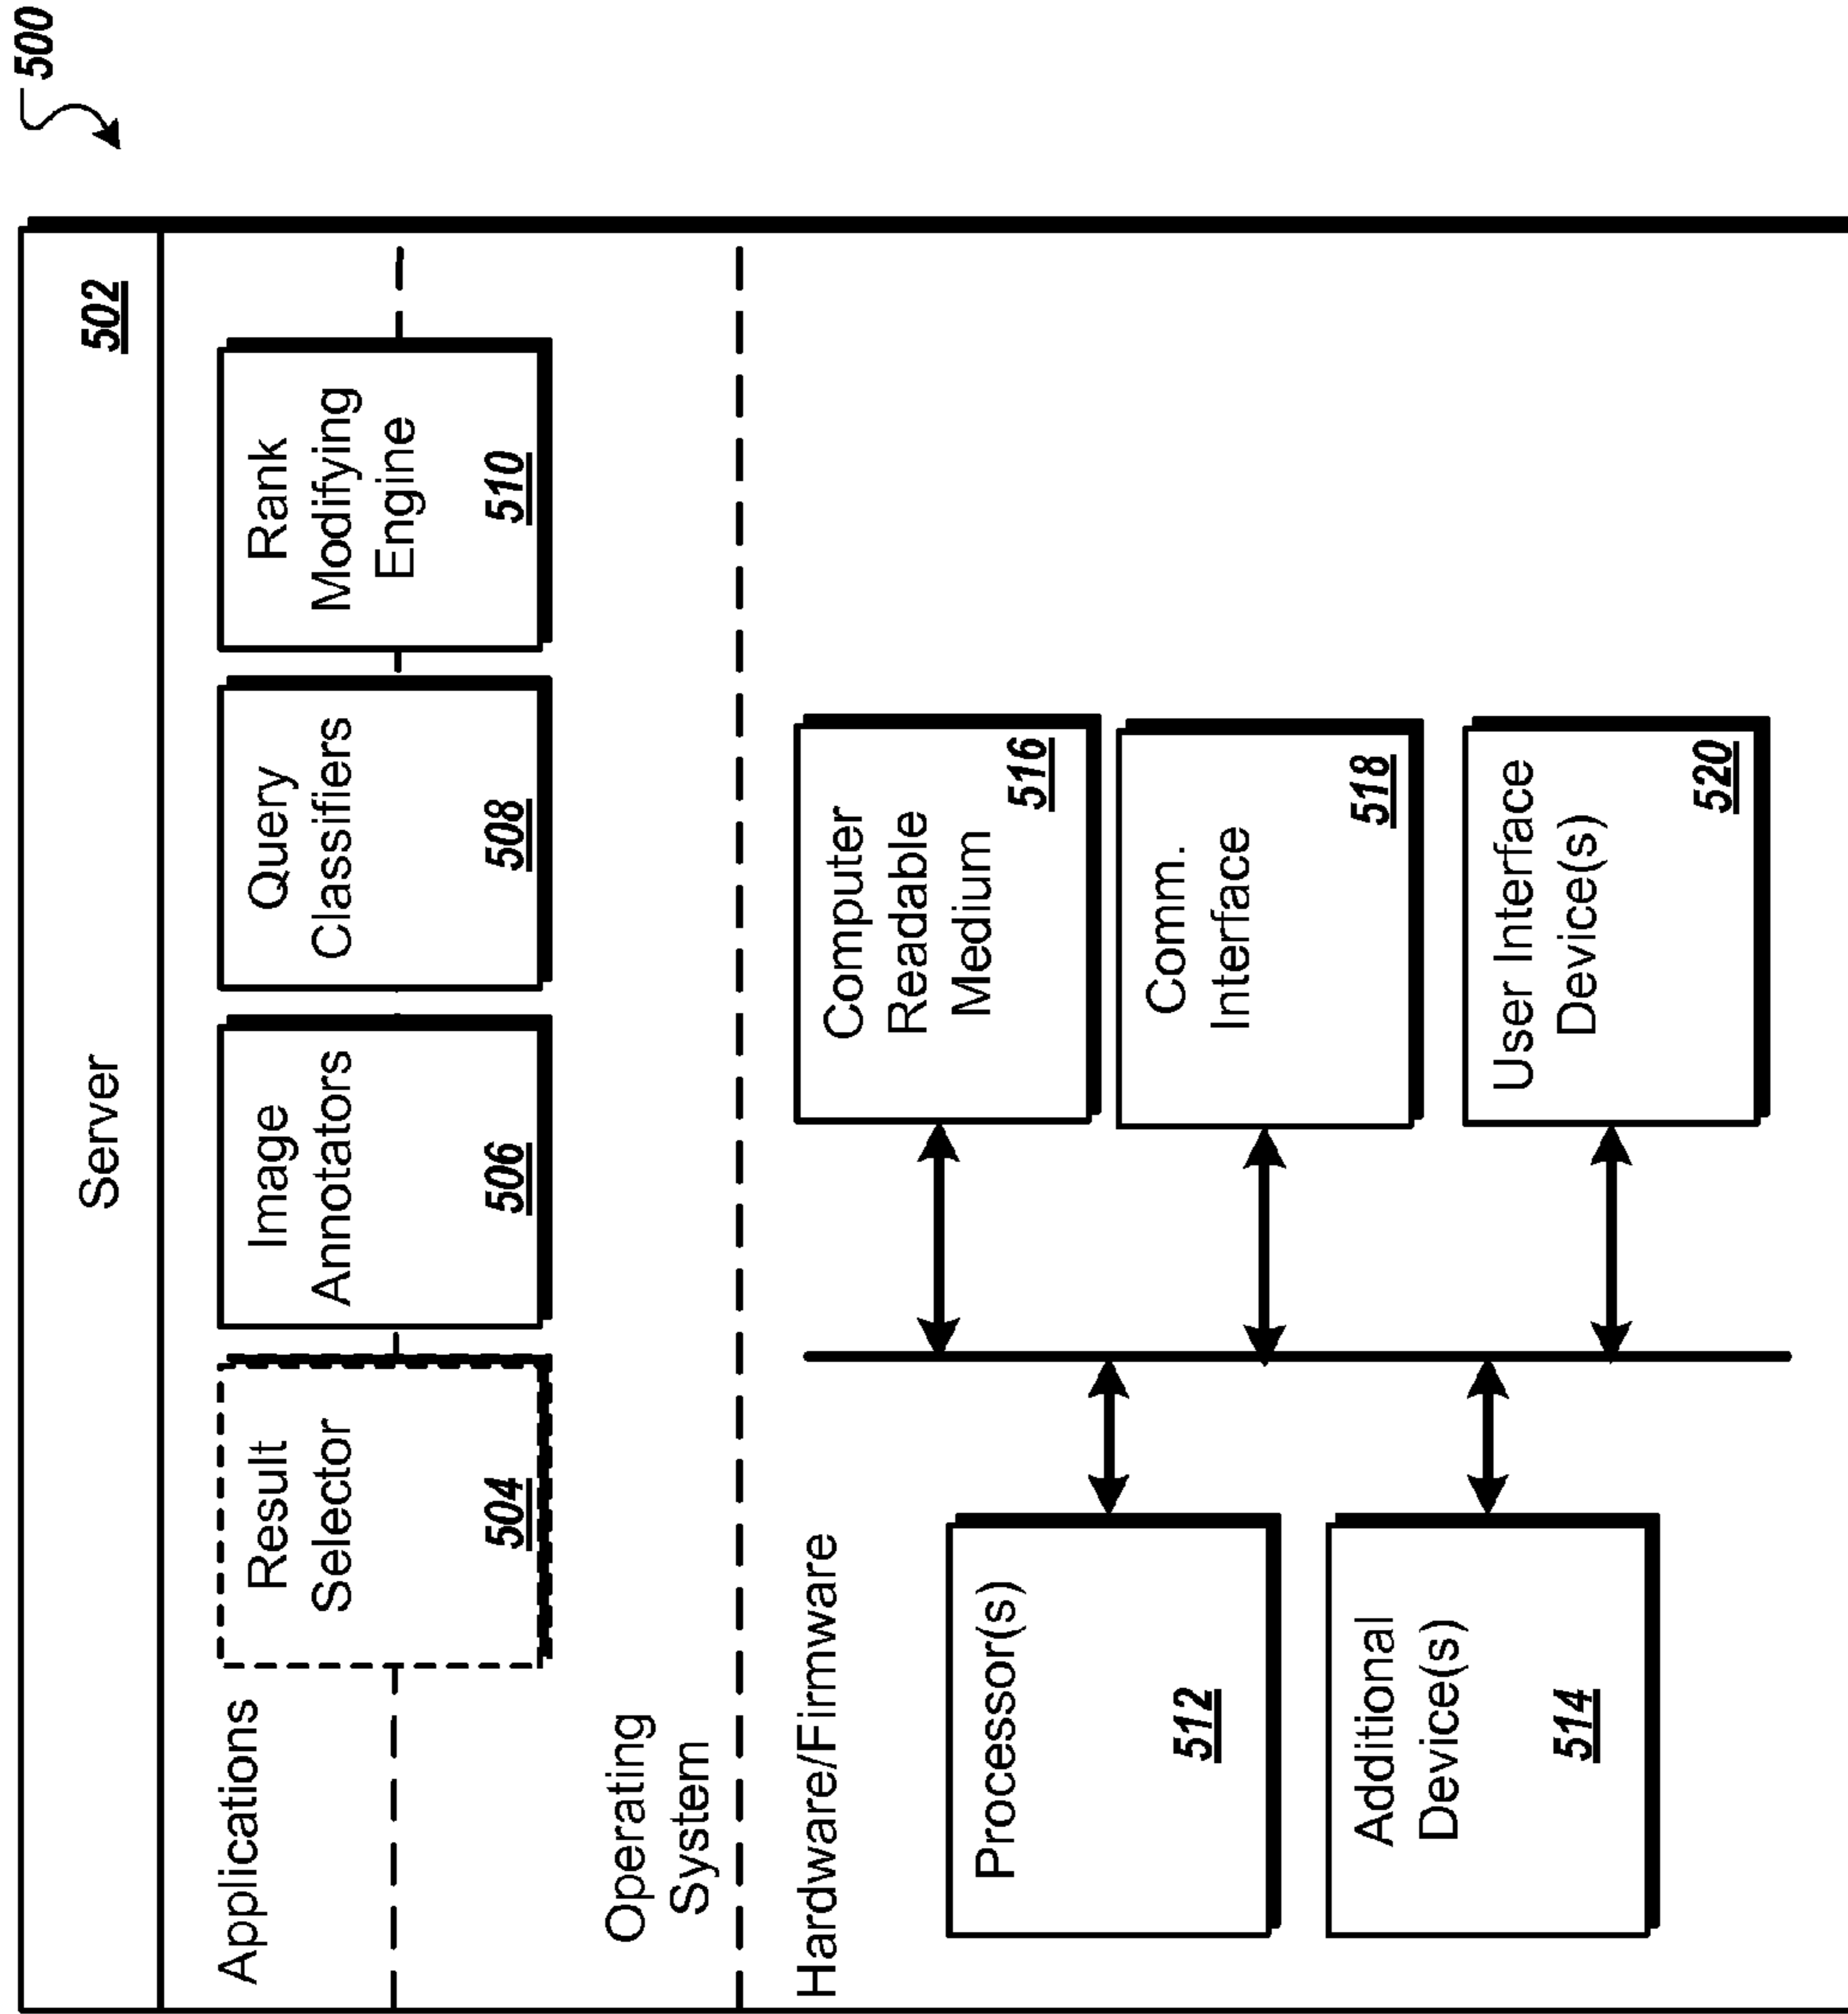 500
Server
502
Applications
Result
Selector
504
Image
Annotators
506
Query
Classifiers
508
Rank
Modifying
Engine
510
Operating
System
Hardware/Firmware
Processor(s)
512
Additional
Device(s)
514
Computer
Readable
Medium
516
Comm.
Interface
518
User Interface
Device(s)
520